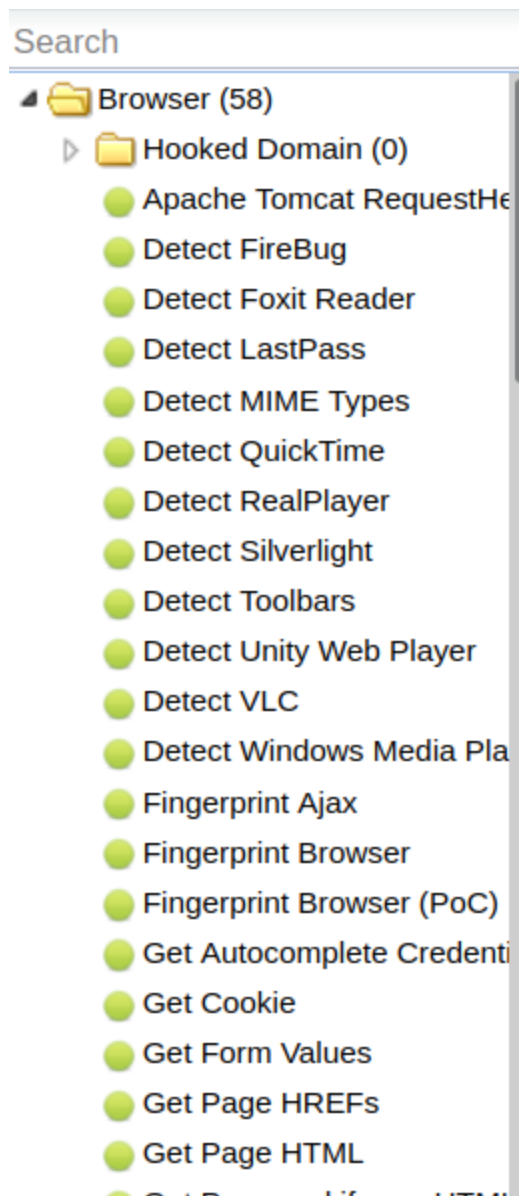 Search
Browser (58)
Hooked Domain (0)
Apache Tomcat RequestHe
Detect FireBug
Detect Foxit Reader
Detect LastPass
Detect MIME Types
Detect QuickTime
Detect RealPlayer
Detect Silverlight
Detect Toolbars
Detect Unity Web Player
Detect VLC
Detect Windows Media Pla
Fingerprint Ajax
Fingerprint Browser
Fingerprint Browser (PoC)
Get Autocomplete Credenti
Get Cookie
Get Form Values
Get Page HREFs
Get Page HTML